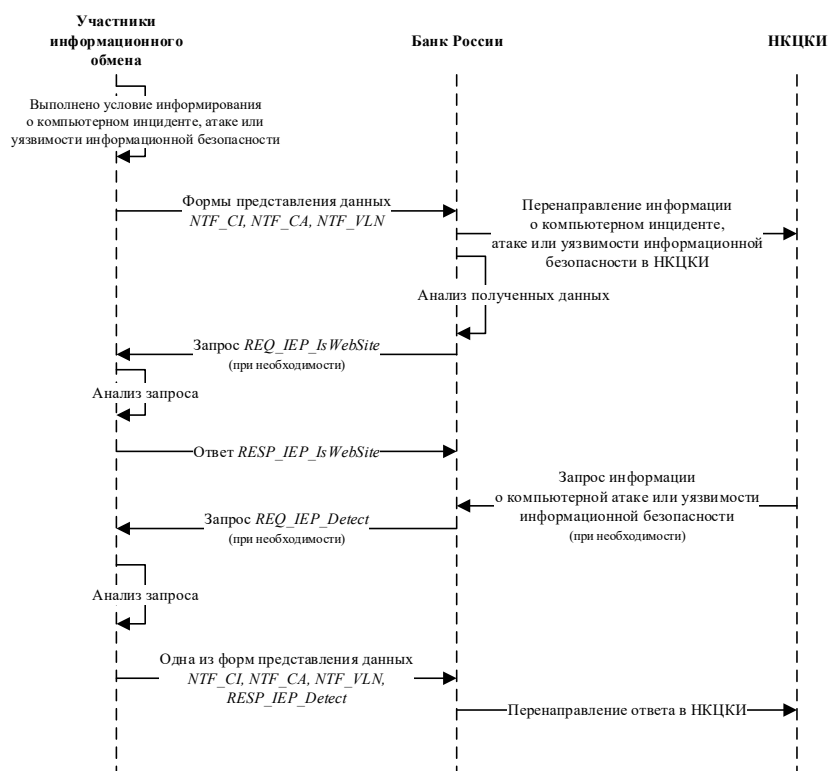 Участники
информационного
обмена
Банк России
НКЦКИ
Выполнено условие информирования
о компьютерном инциденте, атаке или
уязвимости информационной безопасности
Формы представления данных
NTF_CI, NTF_CA, NTF_VLN
Перенаправление информации
о компьютерном инциденте,
атаке или уязвимости информационной
безопасности в НКЦКИ
Анализ полученных данных
Запрос REQ_IEP_IsWebSite
(при необходимости)
Анализ запроса
Ответ RESP_IEP_IsWebSite
Запрос информации
о компьютерной атаке или уязвимости
информационной безопасности
(при необходимости)
Запрос REQ_IEP_Detect
(при необходимости)
Анализ запроса
Одна из форм представления данных
NTF_CI, NTF_CA, NTF_VLN,
RESP_IEP_Detect
Перенаправление ответа в НКЦКИ